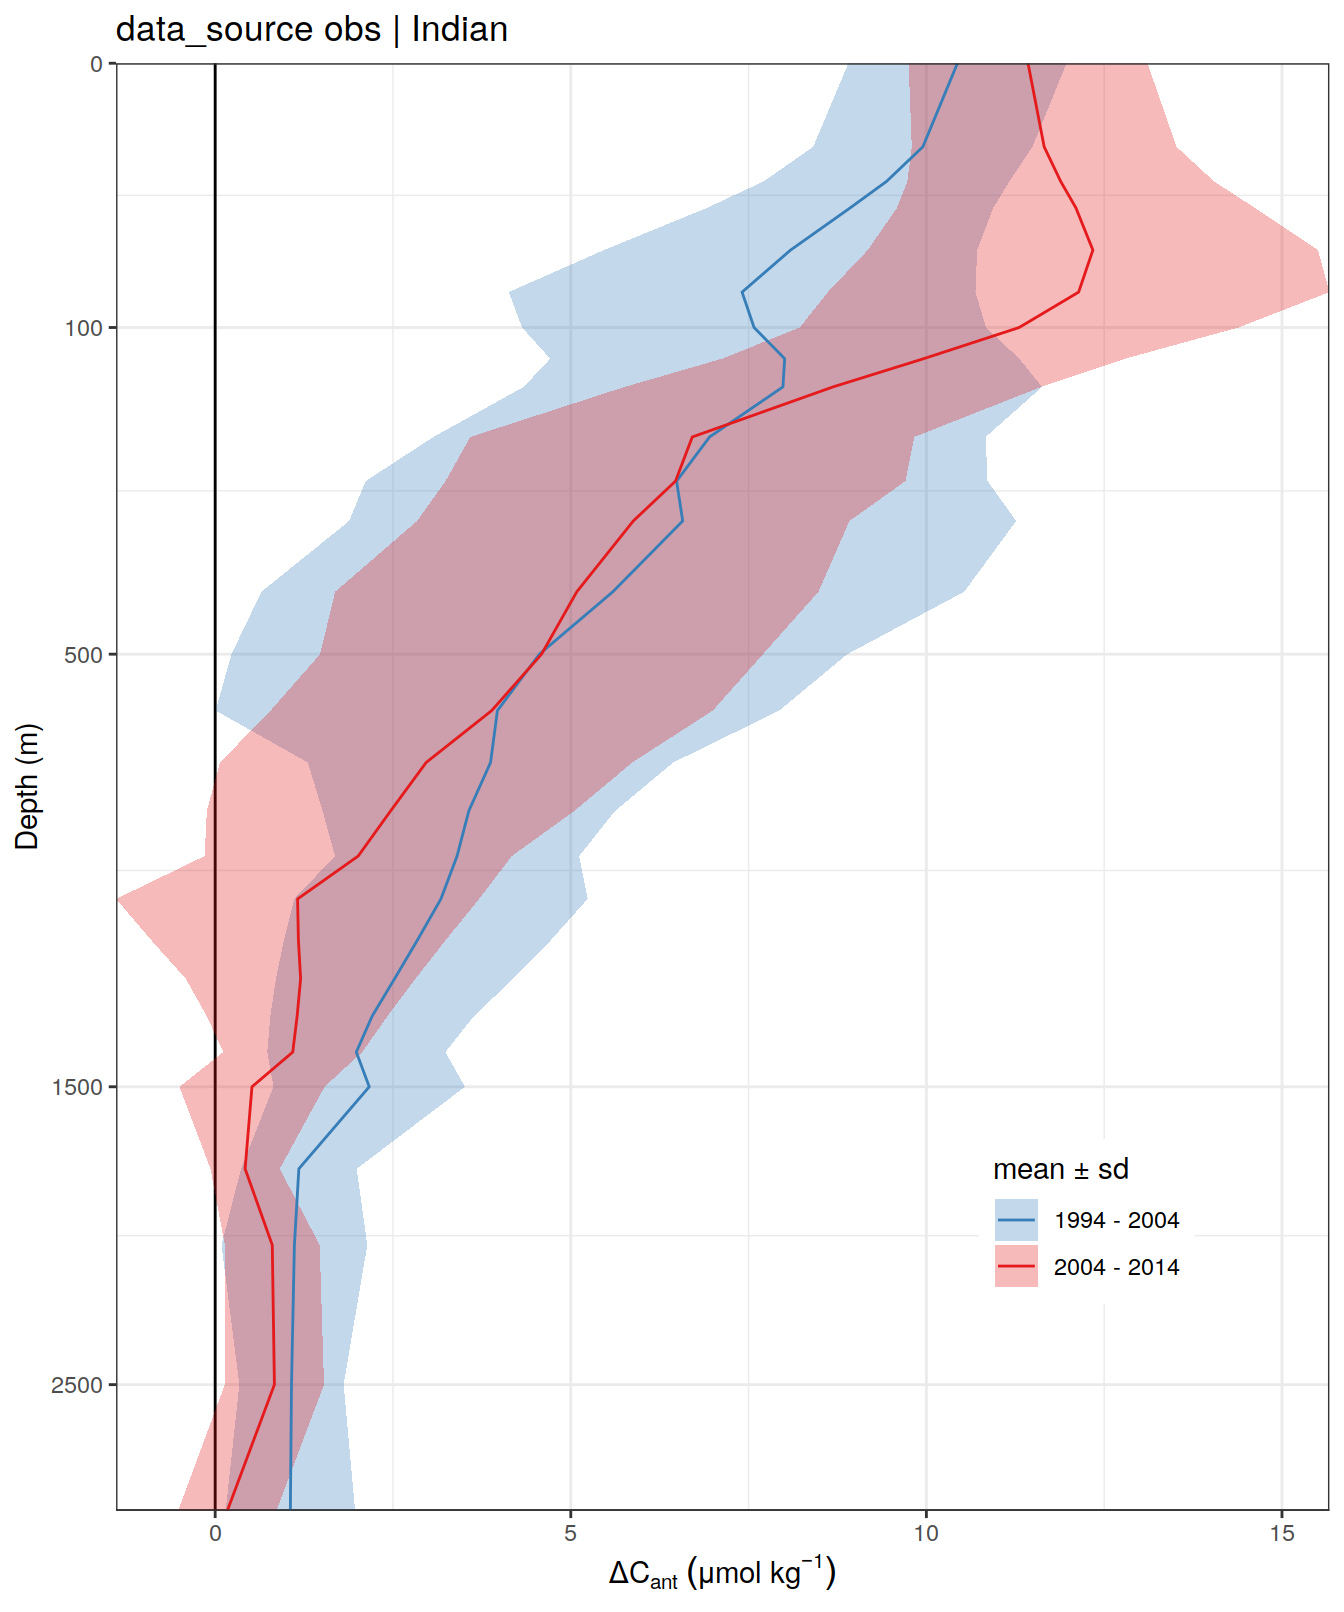 data_source obs | Indian
0
100
500
1500
2500
Depth (m)
mean ± sd
1994 - 2004
2004 - 2014
0 5 10 15
ΔCant (μmol kg⁻¹)